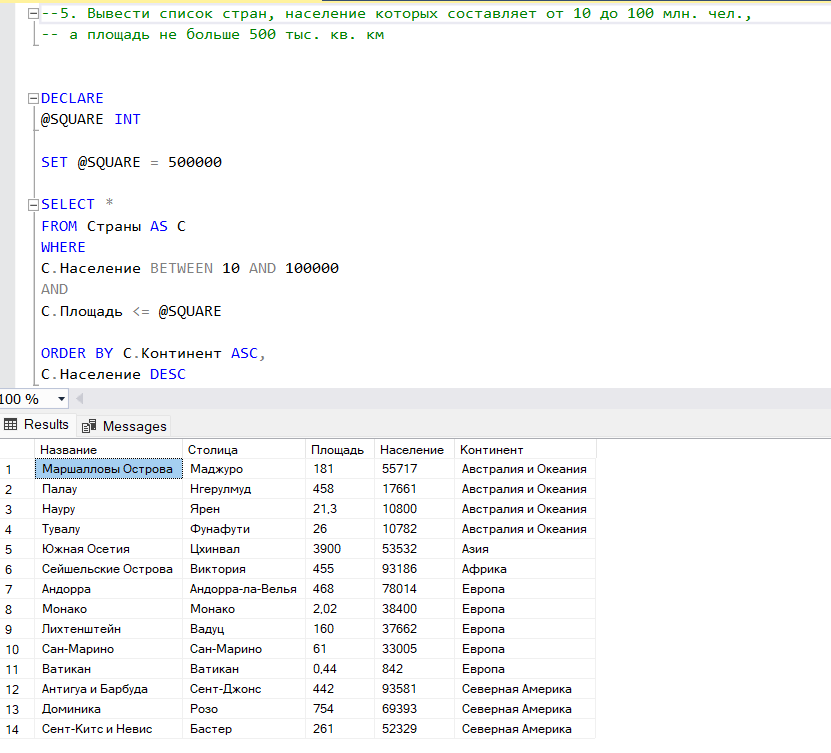 --5. Вывести список стран, население которых составляет от 10 до 100 млн. чел.,
-- а площадь не больше 500 тыс. кв. км
DECLARE
@SQUARE INT
SET @SQUARE = 500000
SELECT *
FROM Страны AS C
WHERE
C.Население BETWEEN 10 AND 100000
AND
C.Площадь <= @SQUARE
ORDER BY C.Континент ASC,
C.Население DESC
100 %
Results Messages
Название Столица Площадь Население Континент
1 Маршалловы Острова Маджуро 181 55717 Австралия и Океания
2 Палау Нгерулмуд 458 17661 Австралия и Океания
3 Науру Ярен 21,3 10800 Австралия и Океания
4 Тувалу Фунафути 26 10782 Австралия и Океания
5 Южная Осетия Цхинвал 3900 53532 Азия
6 Сейшельские Острова Виктория 455 93186 Африка
7 Андорра Андорра-ла-Велья 468 78014 Европа
8 Монако Монако 2,02 38400 Европа
9 Лихтенштейн Вадуц 160 37662 Европа
10 Сан-Марино Сан-Марино 61 33005 Европа
11 Ватикан Ватикан 0,44 842 Европа
12 Антигуа и Барбуда Сент-Джонс 442 93581 Северная Америка
13 Доминика Розо 754 69393 Северная Америка
14 Сент-Китс и Невис Бастер 261 52329 Северная Америка